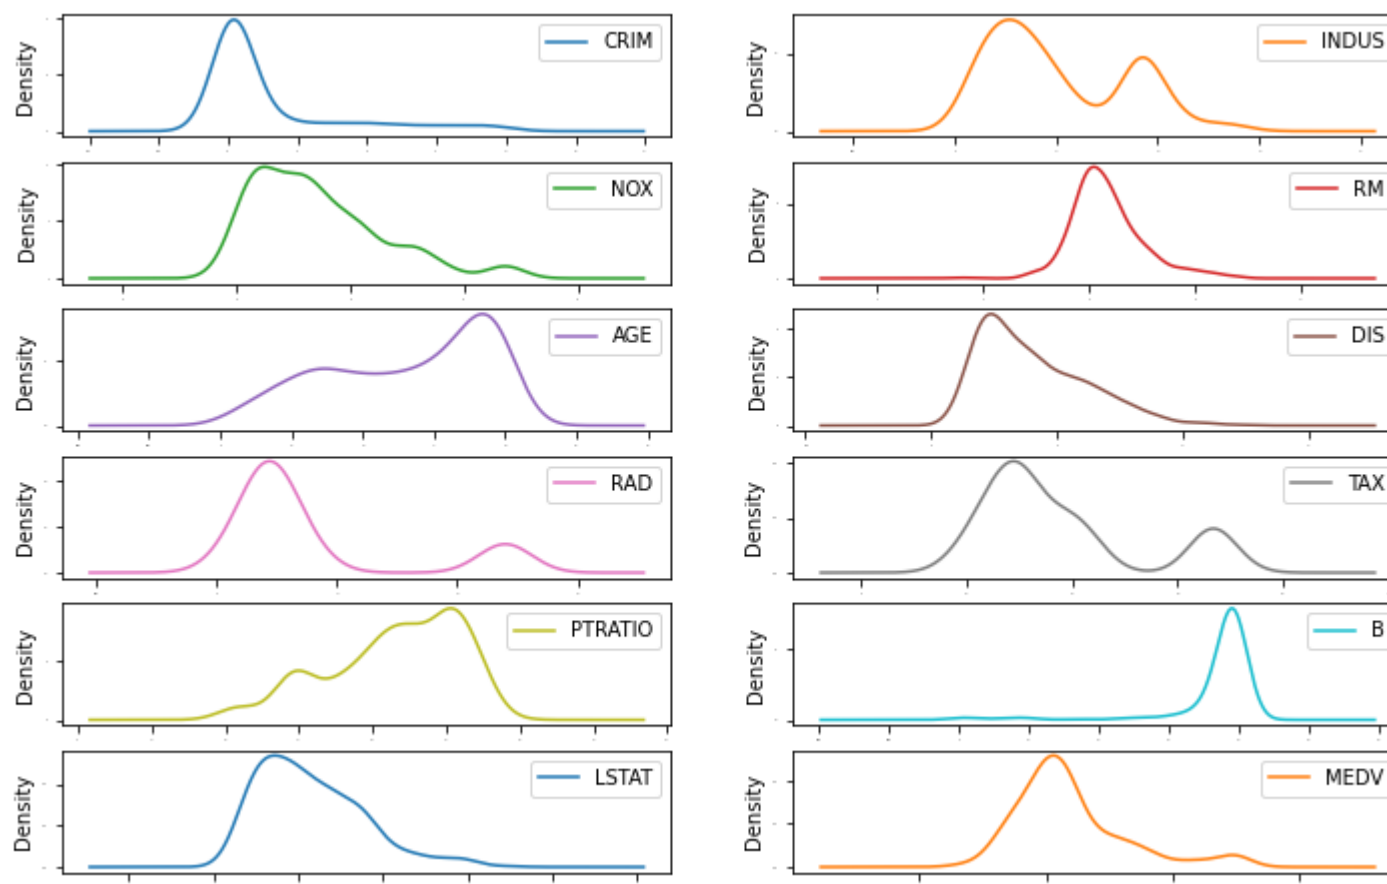 Density CRIM
Density INDUS
Density NOX
Density RM
Density AGE
Density DIS
Density RAD
Density TAX
Density PTRATIO
Density B
Density LSTAT
Density MEDV